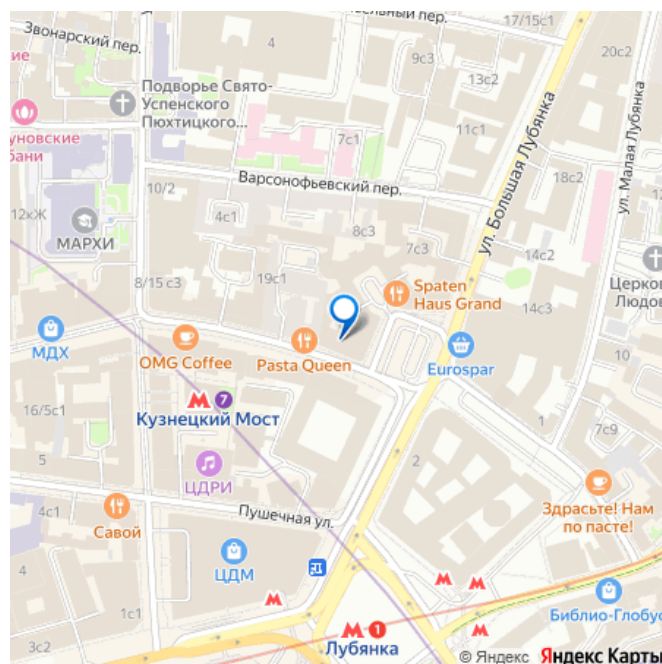 17/15с1
Звонарский пер.
4
9с3
20с2
13с2
Подворье Свято-
Успенского
Пюхтицкого...
11с1
7с1
ул. Большая Лубянка
ул. Малая Лубянка
Варсонофьевский пер.
18с2
10/2
12кЖ
4с1
8с3
МАРХИ
7с3
14с2
19с1
8/15 с3
Spaten
Haus Grand
14с3
МДХ
OMG Coffee
Pasta Queen
Eurospar
10
7
Кузнецкий Мост
16/5с1
1
7с9
5
2
ЦДРИ
Здрасьте! Нам
по пасте!
4с1
Савой
Пушечная ул.
ЦДМ
1с1
Библио-Глобус
1
Лубянка
3с2
© Яндекс Яндекс Карты